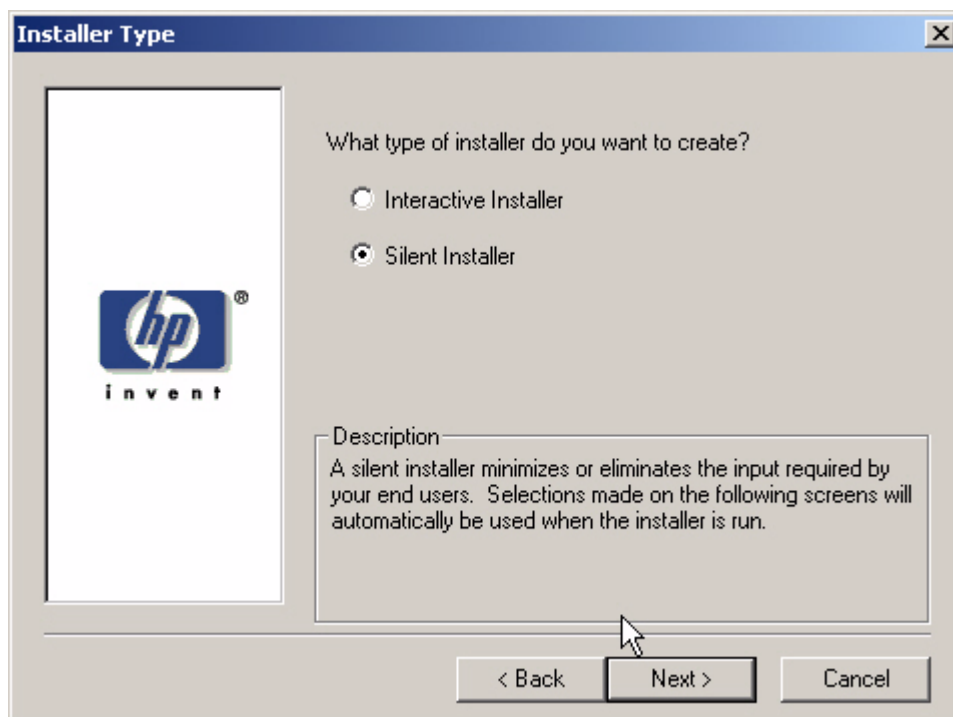 Installer Type
What type of installer do you want to create?
Interactive Installer
Silent Installer
hp®
invent
Description
A silent installer minimizes or eliminates the input required by
your end users.  Selections made on the following screens will
automatically be used when the installer is run.
< Back
Next >
Cancel